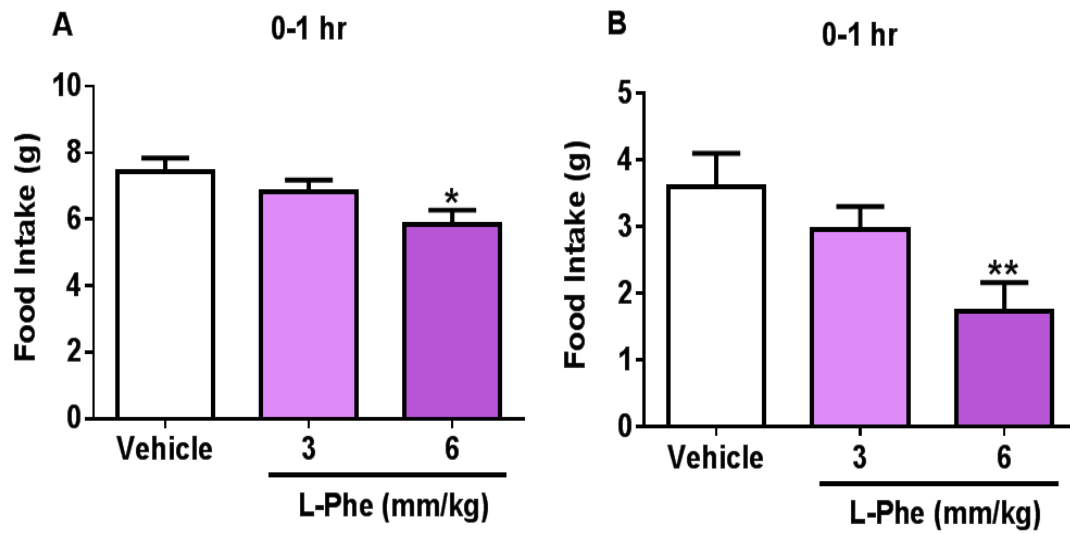 A
0-1 hr
Food Intake (g)
10
8
6
4
2
0
*
Vehicle
3
6
L-Phe (mm/kg)
B
0-1 hr
Food Intake (g)
5
4
3
2
1
0
**
Vehicle
3
6
L-Phe (mm/kg)